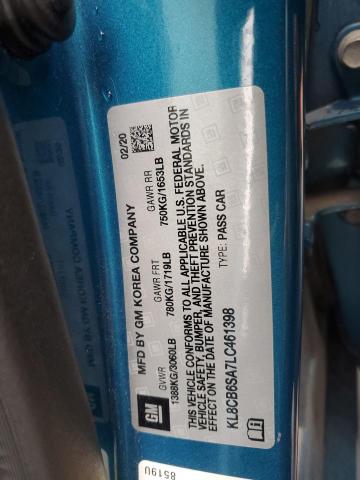 GM
MFD BY GM KOREA COMPANY
02/20
GVWR
GAWR FRT
GAWR RR
1388KG/3060LB
780KG/1719LB
750KG/1653LB
THIS VEHICLE CONFORMS TO ALL APPLICABLE U.S. FEDERAL MOTOR
VEHICLE SAFETY, BUMPER, AND THEFT PREVENTION STANDARDS IN
EFFECT ON THE DATE OF MANUFACTURE SHOWN ABOVE.
TYPE: PASS CAR
KL8CB6SA7LC461398
8519U